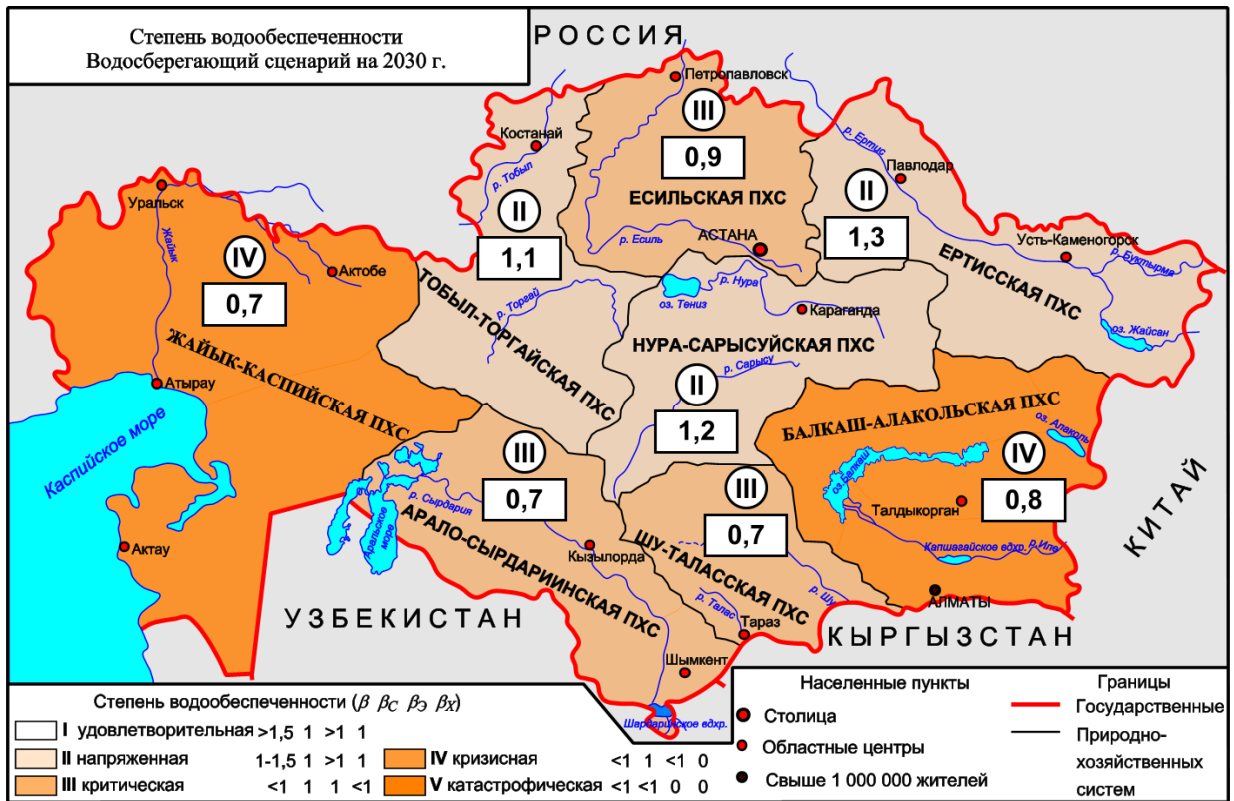 Степень водообеспеченности
Водосберегающий сценарий на 2030 г.
РОССИЯ
Петропавловск
III
0,9
ЕСИЛЬСКАЯ ПХС
АСТАНА
р. Есиль
Костанай
р. Тобып
II
1,1
ТОБЫЛ-ТОРГАЙСКАЯ ПХС
р. Торгай
р. Ертис
Павлодар
II
1,3
ЕРТИССКАЯ ПХС
Усть-Каменогорск
р. Буктырма
оз. Жайсан
Уральск
Жайык
IV
0,7
Актобе
ЖАЙЫК-КАСПИЙСКАЯ ПХС
Атырау
Каспийское море
Актау
оз. Тениз
р. Нура
Караганда
НУРА-САРЫСУЙСКАЯ ПХС
р. Сарысу
II
1,2
БАЛКАШ-АЛАКОЛЬСКАЯ ПХС
оз. Алаколь
оз.Балкаш
IV
0,8
Талдыкорган
Капшагайское вдхр.
р.Иле
АЛМАТЫ
КИТАЙ
III
0,7
р. Сырдария
Аральское море
АРАЛО-СЫРДАРИИНСКАЯ ПХС
Кызылорда
Шымкент
Шардаринское вдхр.
III
0,7
ШУ-ТАЛАССКАЯ ПХС
р. Шу
р. Талас
Тараз
УЗБЕКИСТАН
КЫРГЫЗСТАН
Степень водообеспеченности (β βС βЭ βХ)
I удовлетворительная >1,5 1 >1 1
II напряженная 1-1,5 1 >1 1
III критическая <1 1 1 <1
IV кризисная <1 1 <1 0
V катастрофическая <1 <1 0 0
Населенные пункты
Столица
Областные центры
Свыше 1 000 000 жителей
Границы
Государственные
Природно-
хозяйственных
систем